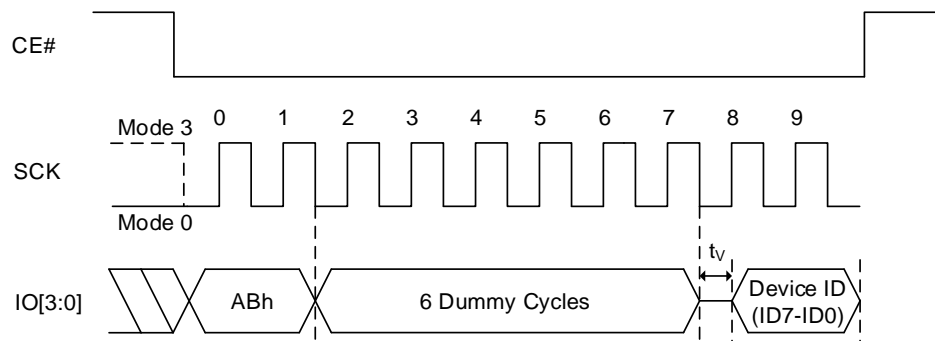 CE#
Mode 3
0 1 2 3 4 5 6 7 8 9
SCK
Mode 0
tV
IO[3:0]
ABh
6 Dummy Cycles
Device ID
(ID7-ID0)